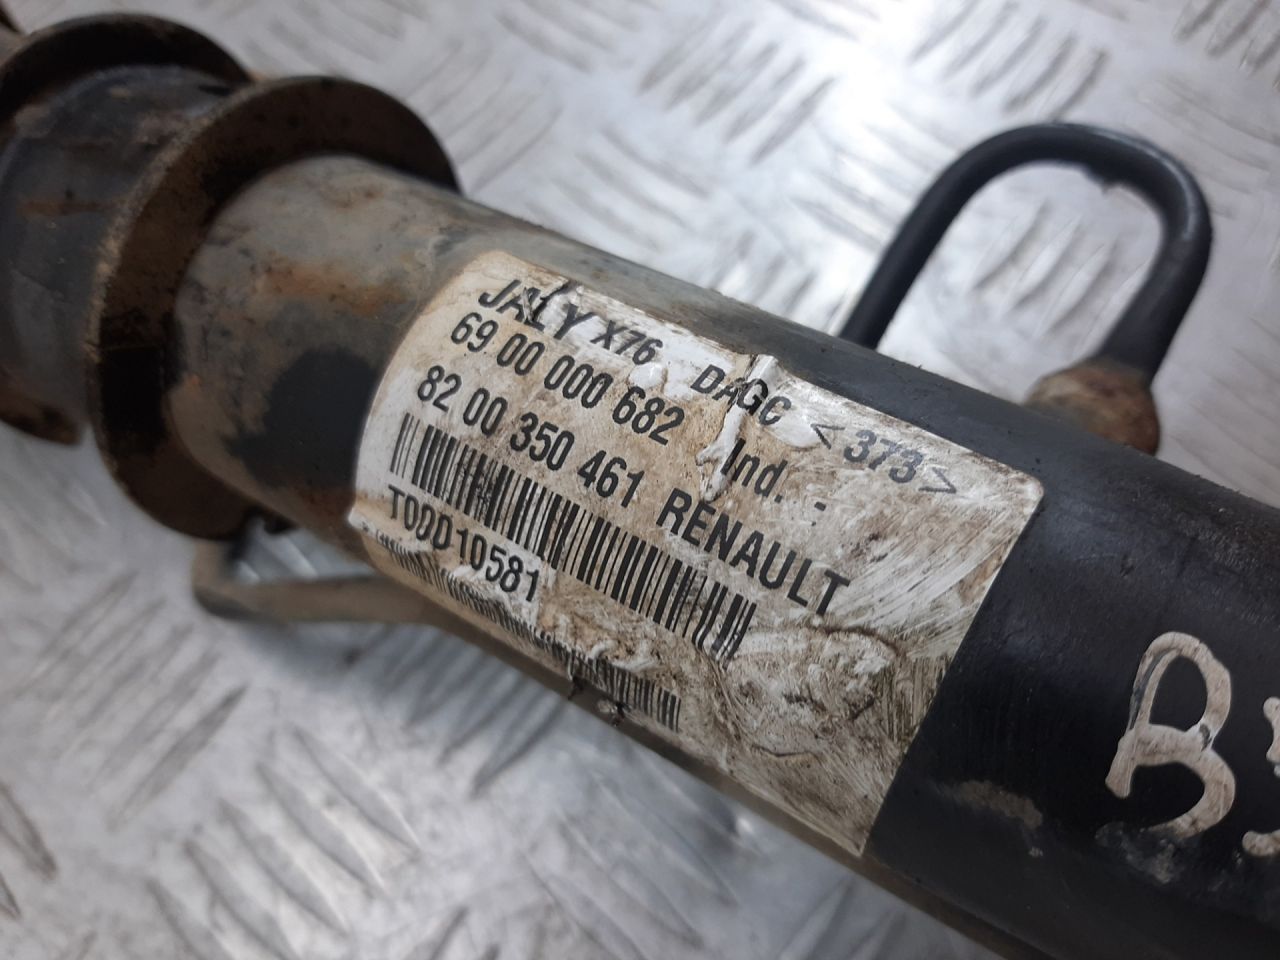 JALY X76 DAGC <373>
69 00 000 682 Ind. -
82 00 350 461 RENAULT
T00D10581